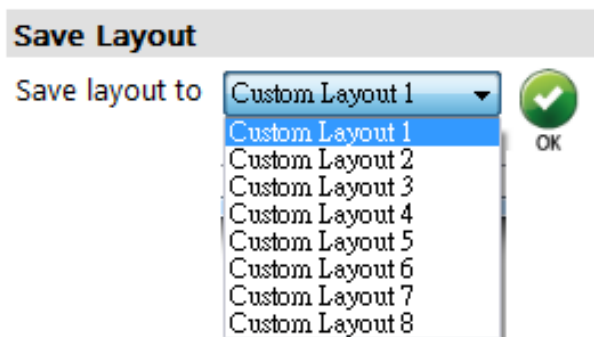 Save Layout
Save layout to Custom Layout 1
OK
Custom Layout 1
Custom Layout 2
Custom Layout 3
Custom Layout 4
Custom Layout 5
Custom Layout 6
Custom Layout 7
Custom Layout 8